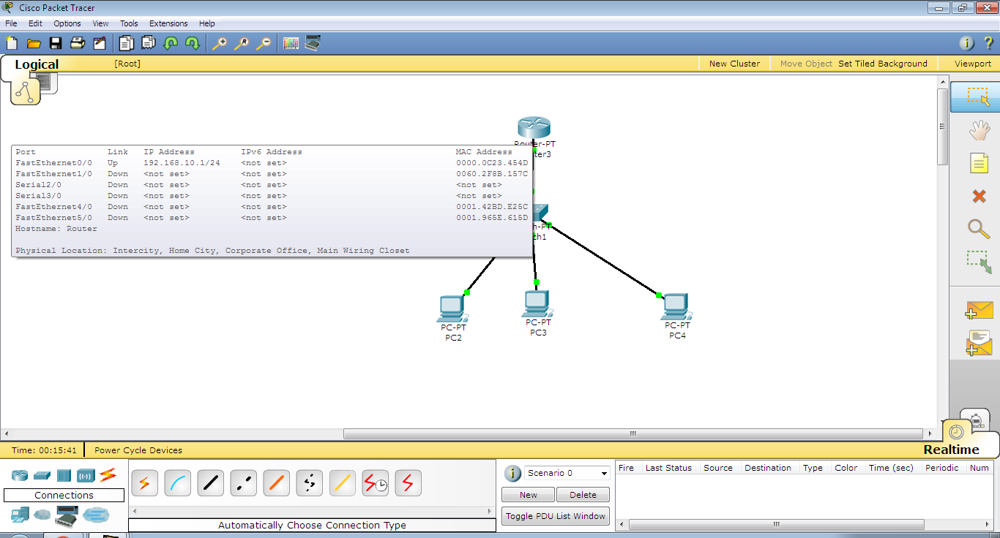 Cisco Packet Tracer
File Edit Options View Tools Extensions Help
Logical [Root] New Cluster Move Object Set Tiled Background Viewport
Router-PT
ter3
Port Link IP Address IPv6 Address MAC Address
FastEthernet0/0 Up 192.168.10.1/24 <not set> 0000.0C23.454D
FastEthernet1/0 Down <not set> <not set> 0060.2F8B.157C
Serial2/0 Down <not set> <not set> <not set>
Serial3/0 Down <not set> <not set> <not set>
FastEthernet4/0 Down <not set> <not set> 0001.42BD.E25C
FastEthernet5/0 Down <not set> <not set> 0001.965E.615D
Hostname: Router
Physical Location: Intercity, Home City, Corporate Office, Main Wiring Closet
h-PT
ch1
PC-PT
PC2
PC-PT
PC3
PC-PT
PC4
Time: 00:15:41 Power Cycle Devices
Realtime
Connections
Automatically Choose Connection Type
Scenario 0
New Delete
Toggle PDU List Window
Fire Last Status Source Destination Type Color Time (sec) Periodic Num